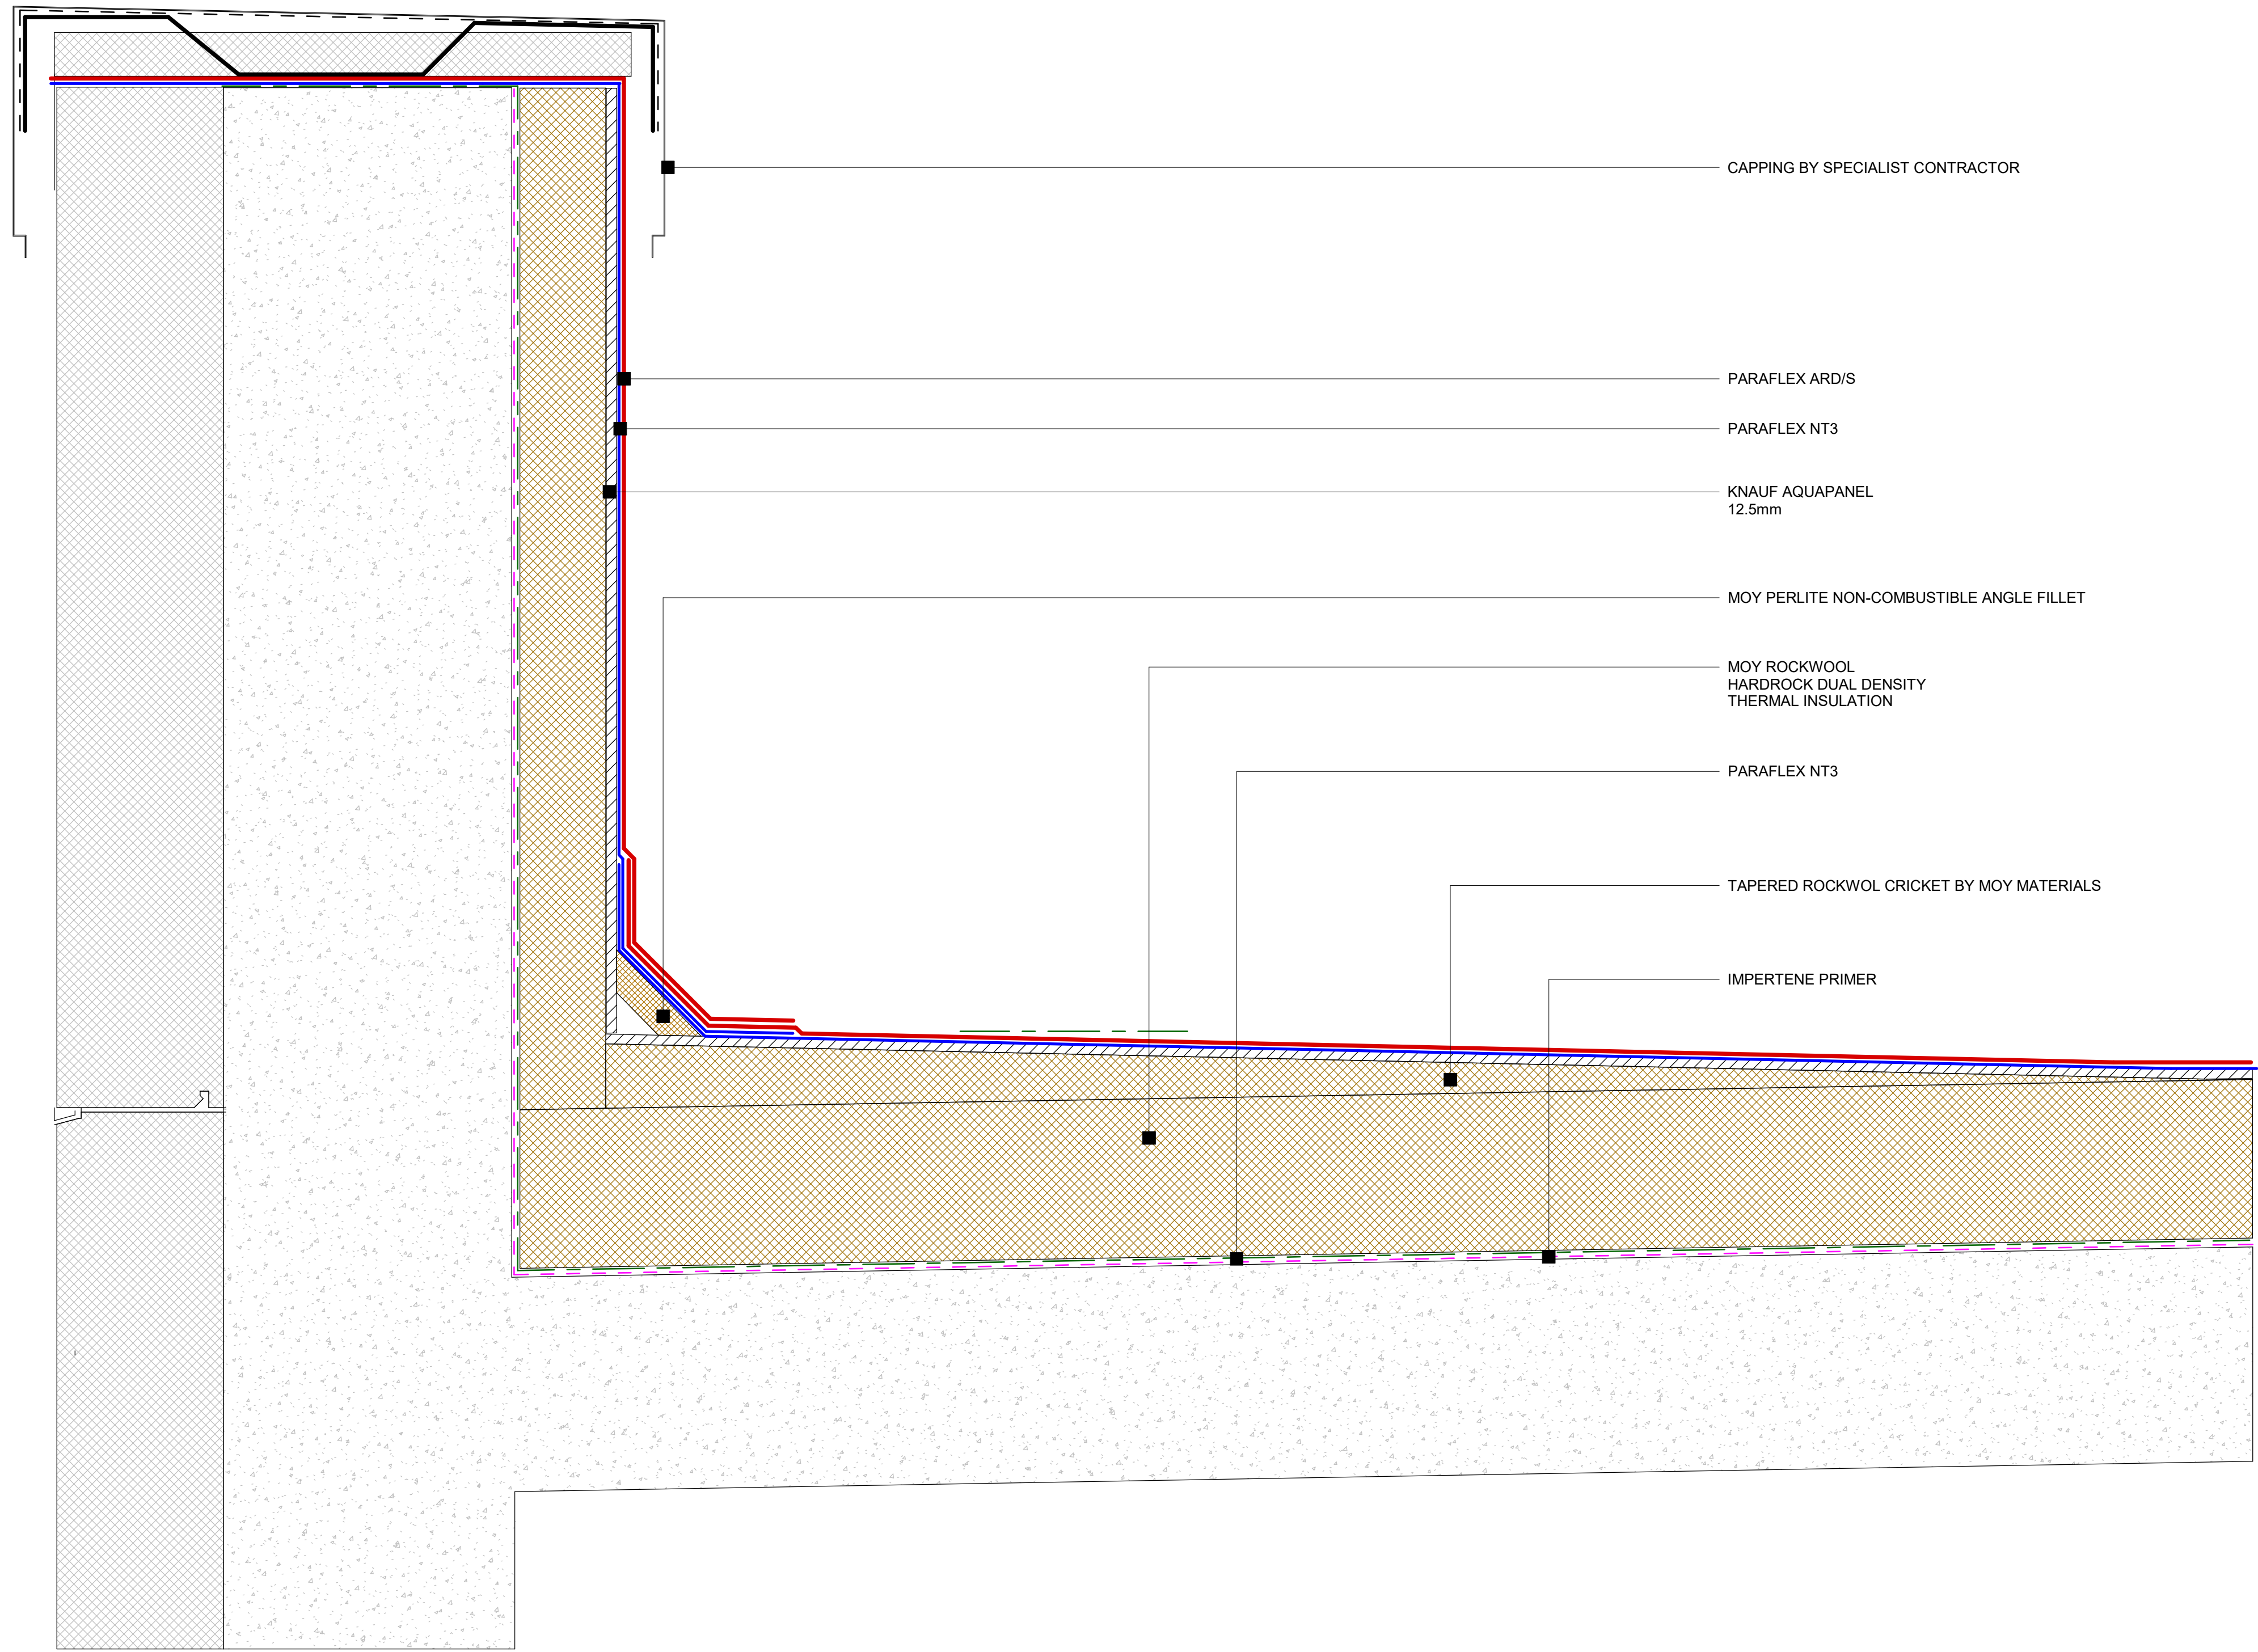 CAPPING BY SPECIALIST CONTRACTOR
PARAFLEX ARD/S
PARAFLEX NT3
KNAUF AQUAPANEL
12.5mm
MOY PERLITE NON-COMBUSTIBLE ANGLE FILLET
MOY ROCKWOOL
HARDROCK DUAL DENSITY
THERMAL INSULATION
PARAFLEX NT3
TAPERED ROCKWOL CRICKET BY MOY MATERIALS
IMPERTENE PRIMER